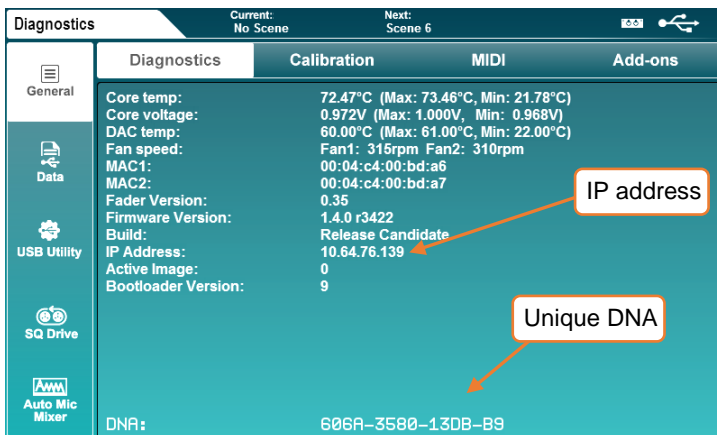 Diagnostics
Current:
No Scene
Next:
Scene 6
General
Data
USB Utility
SQ Drive
Auto Mic
Mixer
Diagnostics Calibration MIDI Add-ons
Core temp: 72.47°C (Max: 73.46°C, Min: 21.78°C)
Core voltage: 0.972V (Max: 1.000V, Min: 0.968V)
DAC temp: 60.00°C (Max: 61.00°C, Min: 22.00°C)
Fan speed: Fan1: 315rpm Fan2: 310rpm
MAC1: 00:04:c4:00:bd:a6
MAC2: 00:04:c4:00:bd:a7
Fader Version: 0.35
Firmware Version: 1.4.0 r3422
Build: Release Candidate
IP Address: 10.64.76.139
Active Image: 0
Bootloader Version: 9
IP address
Unique DNA
DNA: 606A-3580-13DB-B9